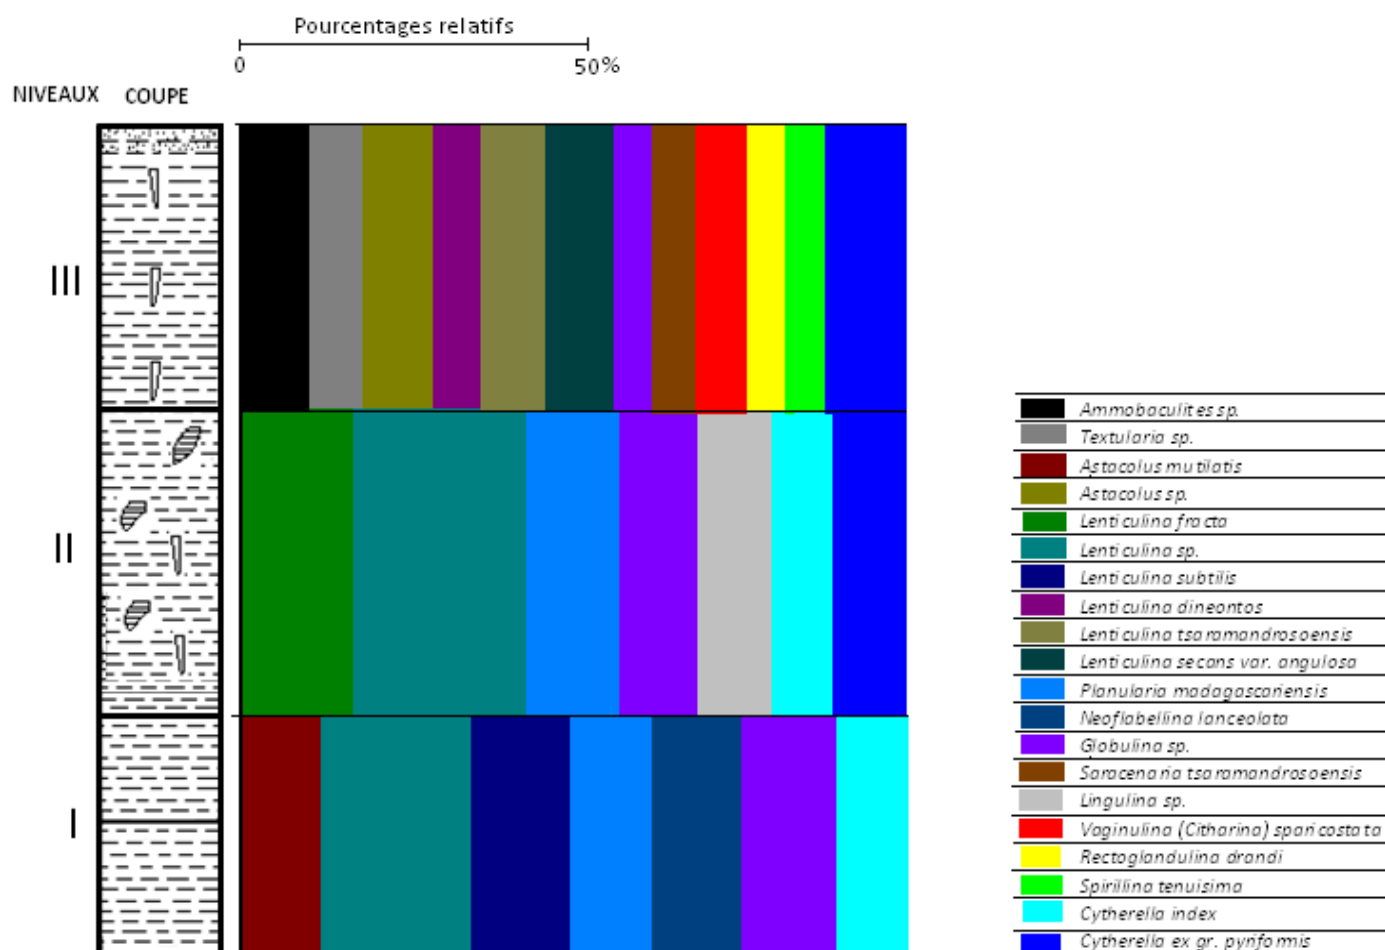 Pourcentages relatifs
0 50%
NIVEAUX COUPE
III
II
I
Ammobaculites sp.
Textularia sp.
Astacolus mutilatis
Astacolus sp.
Lenticulina fracta
Lenticulina sp.
Lenticulina subtilis
Lenticulina dineontos
Lenticulina tsaramandrosoensis
Lenticulina secans var. angulosa
Planularia madagascariensis
Neoflabellina lanceolata
Globulina sp.
Saracenaria tsaramandrosoensis
Lingulina sp.
Vaginulina (Citharina) sparicostata
Rectoglandulina drandi
Spirillina tenuisima
Cytherella index
Cytherella ex gr. pyriformis